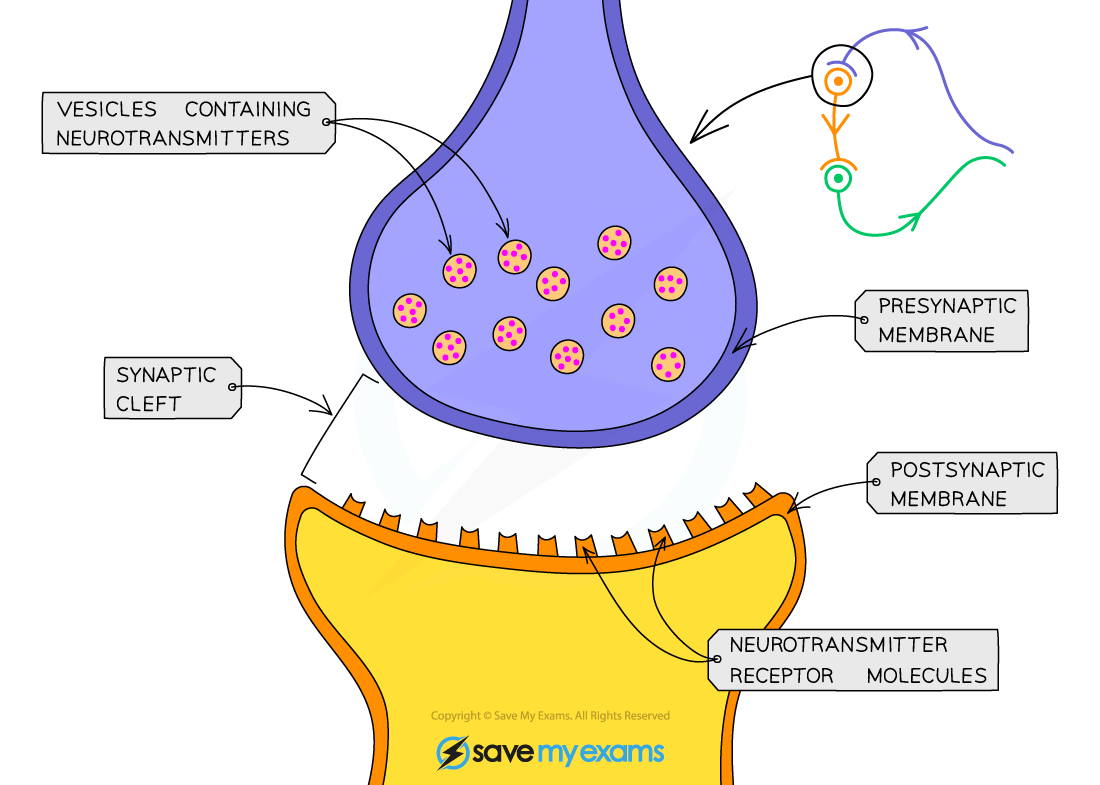 VESICLES CONTAINING
NEUROTRANSMITTERS
PRESYNAPTIC
MEMBRANE
SYNAPTIC
CLEFT
POSTSYNAPTIC
MEMBRANE
NEUROTRANSMITTER
RECEPTOR MOLECULES
Copyright © Save My Exams. All Rights Reserved
save my exams